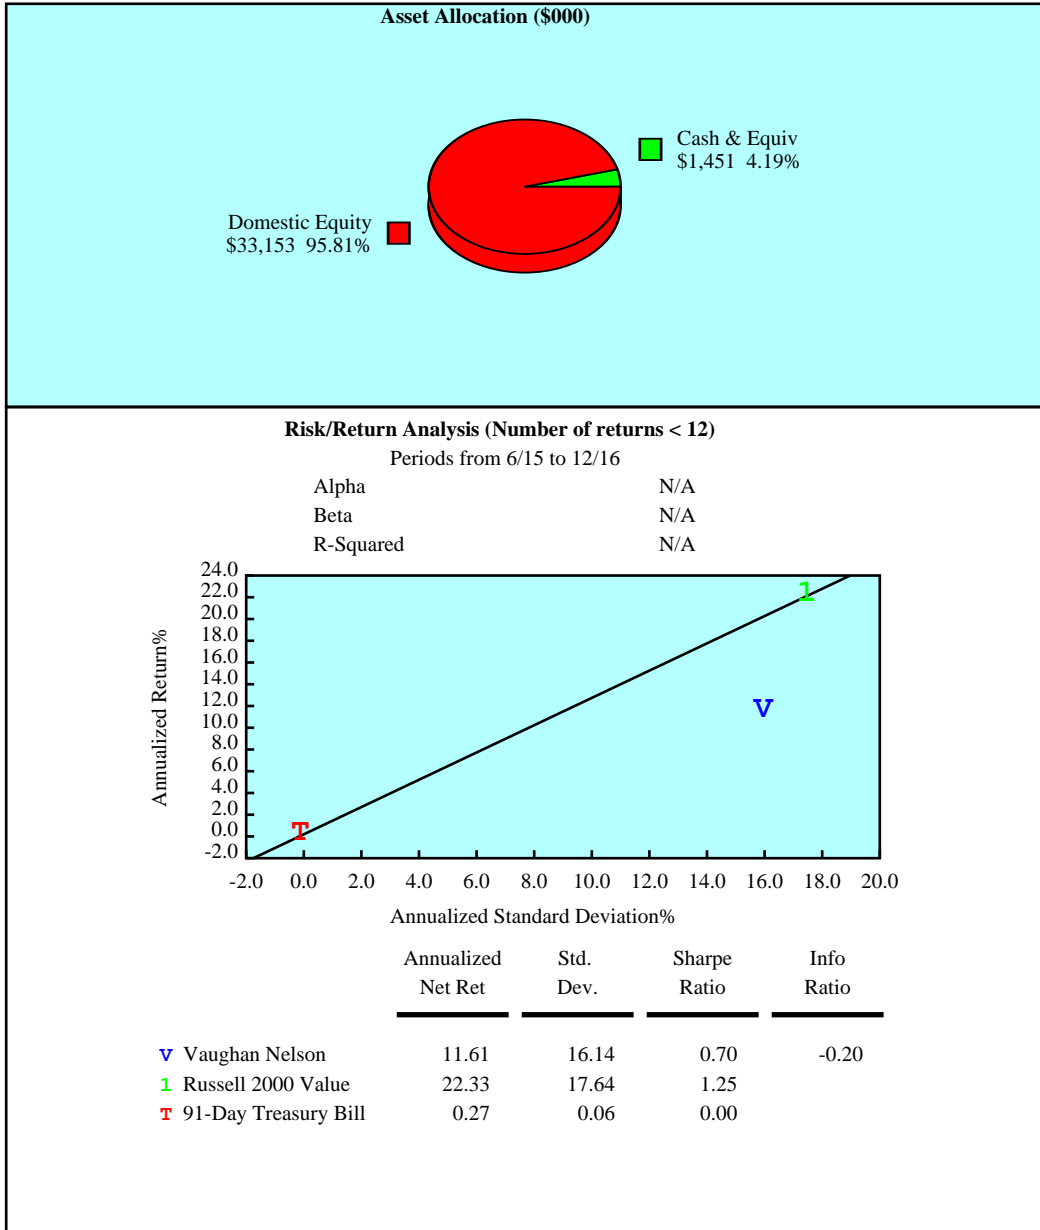 Asset Allocation ($000)
Cash & Equiv
$1,451 4.19%
Domestic Equity
$33,153 95.81%
Risk/Return Analysis (Number of returns < 12)
Periods from 6/15 to 12/16
Alpha N/A
Beta N/A
R-Squared N/A
24.0
22.0
20.0
18.0
16.0
14.0
12.0
10.0
8.0
6.0
4.0
2.0
0.0
-2.0
Annualized Return%
1
V
T
-2.0 0.0 2.0 4.0 6.0 8.0 10.0 12.0 14.0 16.0 18.0 20.0
Annualized Standard Deviation%
Annualized Std. Sharpe Info
Net Ret Dev. Ratio Ratio
V Vaughan Nelson 11.61 16.14 0.70 -0.20
1 Russell 2000 Value 22.33 17.64 1.25
T 91-Day Treasury Bill 0.27 0.06 0.00